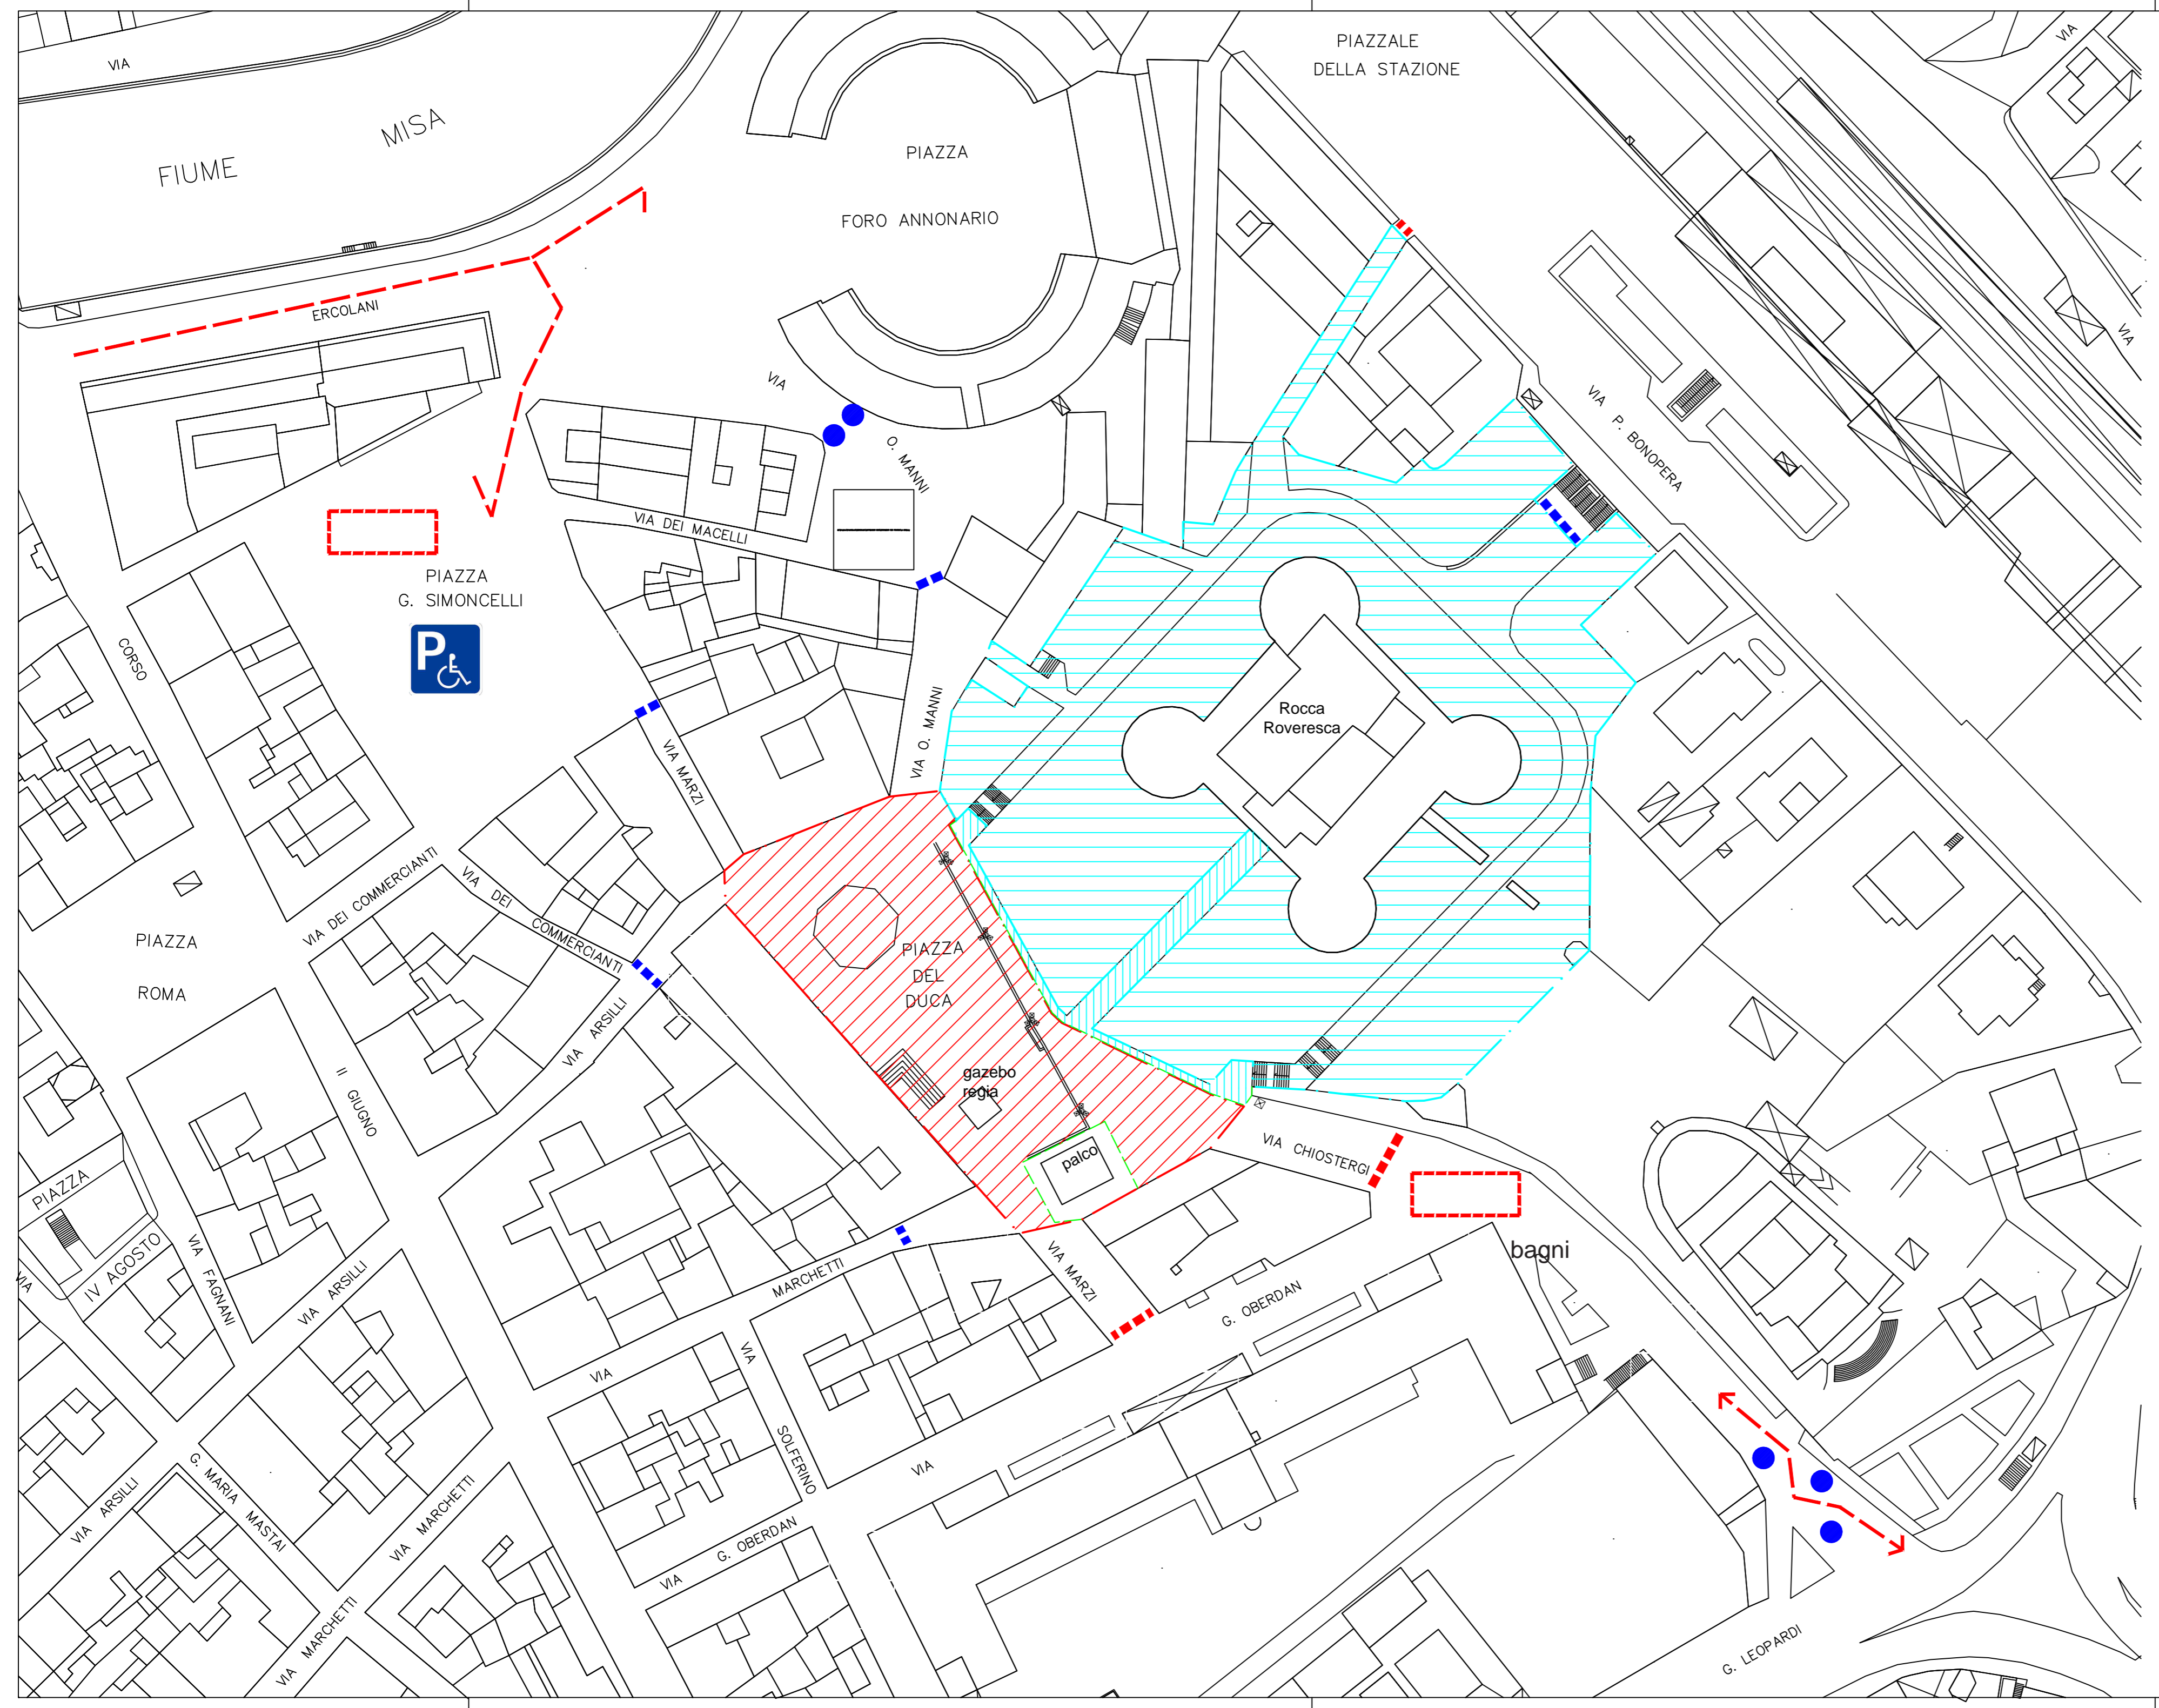 PIAZZALE
DELLA STAZIONE
VIA
VIA
MISA
FIUME
PIAZZA
FORO ANNONARIO
ERCOLANI
VIA
VIA
O. MANNI
VIA P. BONOPERA
VIA DEI MACELLI
PIAZZA
G. SIMONCELLI
P
CORSO
VIA O. MANNI
Rocca
Roveresca
VIA MARZI
VIA DEI COMMERCIANTI
VIA DEI COMMERCIANTI
PIAZZA
ROMA
PIAZZA
DEL
DUCA
VIA ARSILLI
II GIUGNO
gazebo
regia
palco
VIA CHIOSTERGI
PIAZZA
IV AGOSTO
VIA
VIA FAGNANI
VIA ARSILLI
MARCHETTI
VIA
VIA MARZI
G. OBERDAN
VIA
bagni
VIA
SOLFERINO
G. MARIA MASTAI
VIA ARSILLI
VIA MARCHETTI
VIA MARCHETTI
G. OBERDAN
VIA
G. LEOPARDI